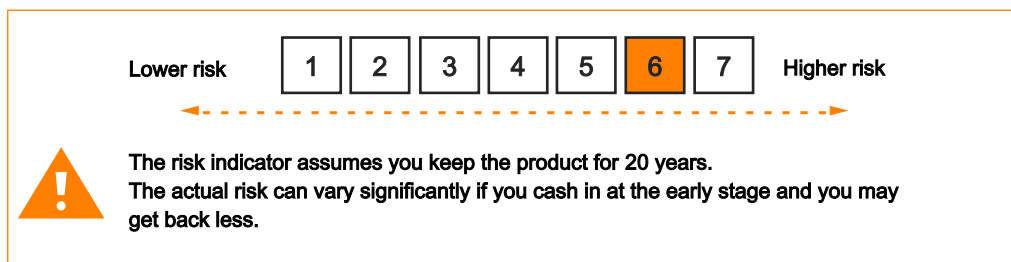 Lower risk 1 2 3 4 5 6 7 Higher risk
!
The risk indicator assumes you keep the product for 20 years.
The actual risk can vary significantly if you cash in at the early stage and you may
get back less.